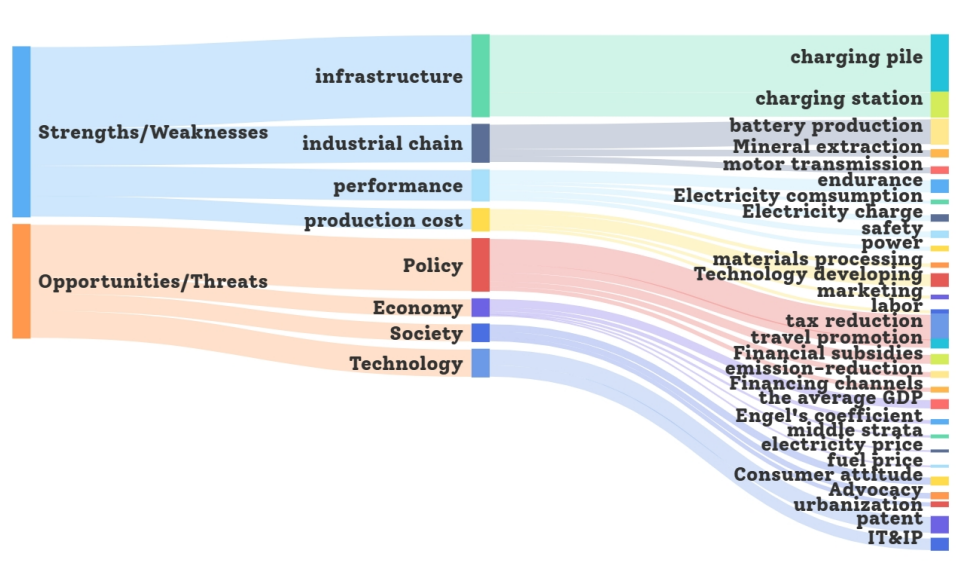 Strengths/Weaknesses
Opportunities/Threats
infrastructure
industrial chain
performance
production cost
Policy
Economy
Society
Technology
charging pile
charging station
battery production
Mineral extraction
motor transmission
endurance
Electricity comsumption
Electricity charge
safety
power
materials processing
Technology developing
marketing
labor
tax reduction
travel promotion
Financial subsidies
emission-reduction
Financing channels
the average GDP
Engel's coefficient
middle strata
electricity price
fuel price
Consumer attitude
Advocacy
urbanization
patent
IT&IP